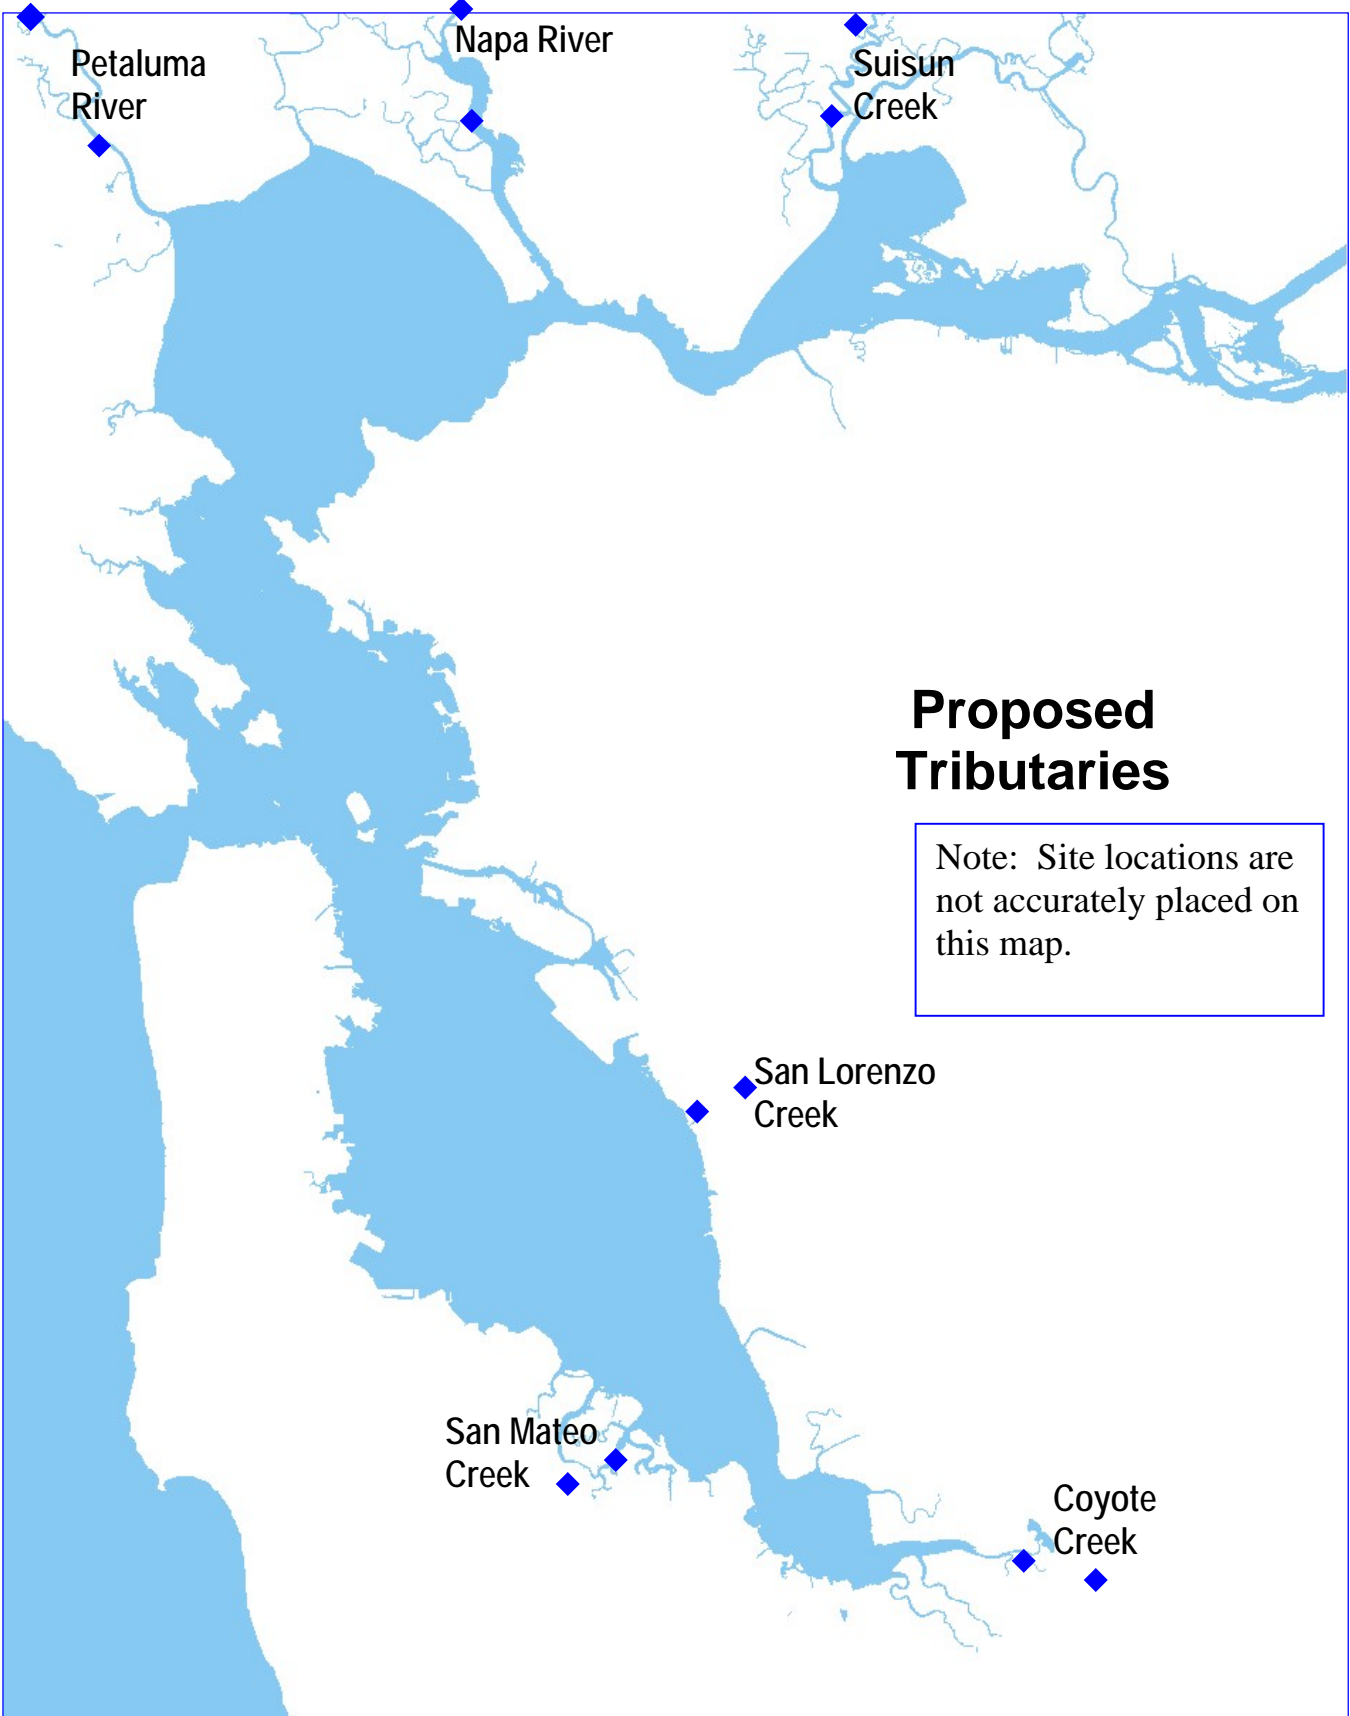 Napa River
Petaluma
River
Suisun
Creek
Proposed
Tributaries
Note:  Site locations are
not accurately placed on
this map.
San Lorenzo
Creek
San Mateo
Creek
Coyote
Creek